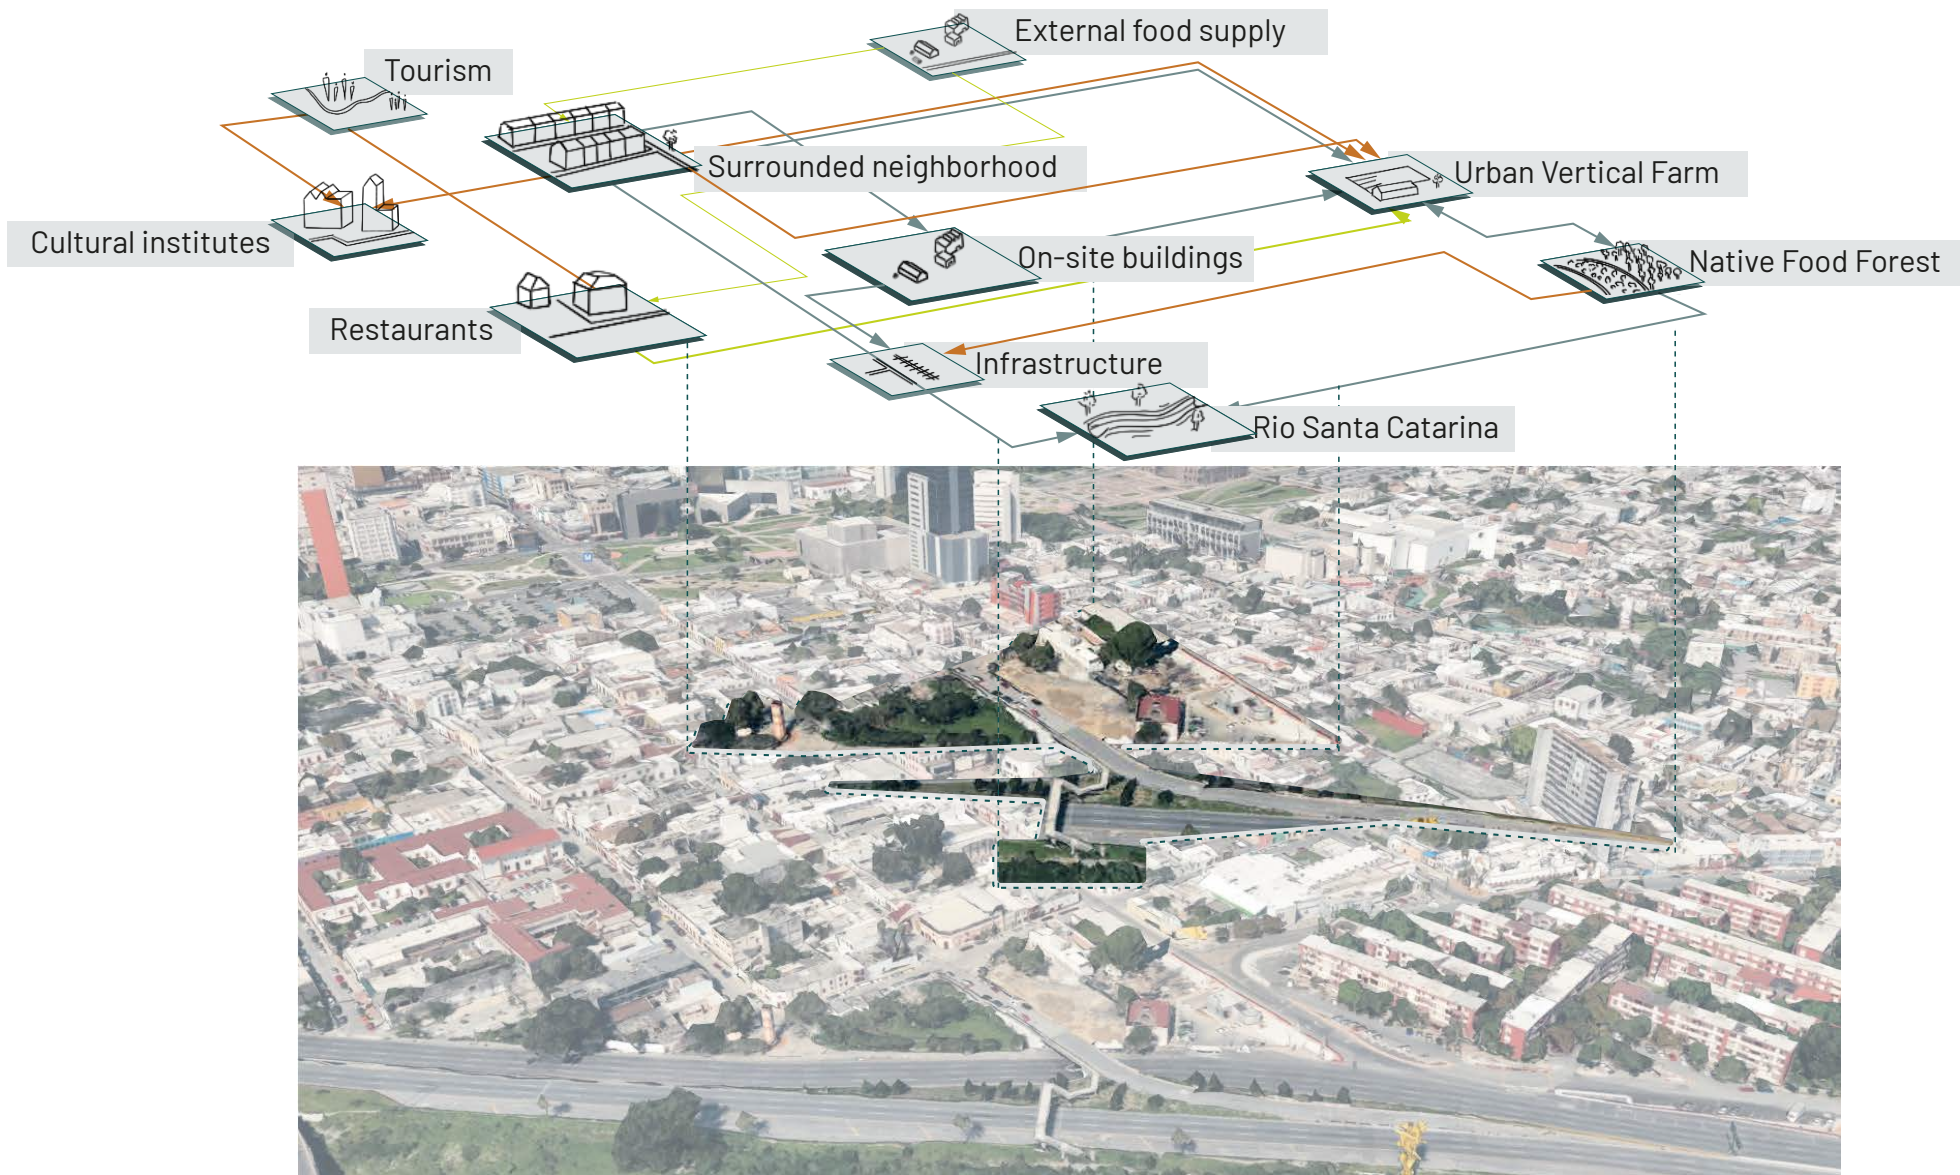 External food supply
Tourism
Surrounded neighborhood
Urban Vertical Farm
Cultural institutes
On-site buildings
Native Food Forest
Restaurants
Infrastructure
Rio Santa Catarina